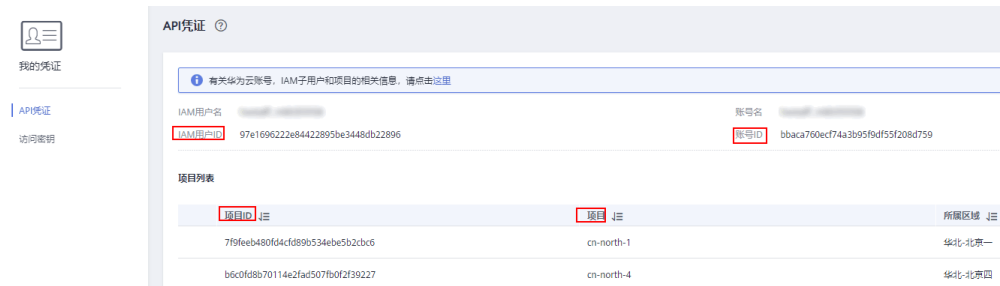 API凭证
我的凭证
有关华为云账号，IAM子用户和项目的相关信息，请点击这里
API凭证
IAM用户名
账号名
访问密钥
IAM用户ID 97e1696222e84422895be3448db22896
账号ID bbaca760ecf74a3b95f9df55f208d759
项目列表
项目ID 项目 所属区域
7f9feeb480fd4cfd89b534ebe5b2cbc6 cn-north-1 华北-北京一
b6c0fd8b70114e2fad507fb0f2f39227 cn-north-4 华北-北京四